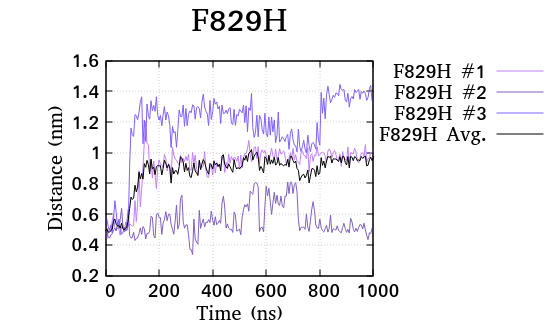 F829H
1.6
1.4
1.2
1
0.8
0.6
0.4
0.2
Distance (nm)
0 200 400 600 800 1000
Time (ns)
F829H #1
F829H #2
F829H #3
F829H Avg.